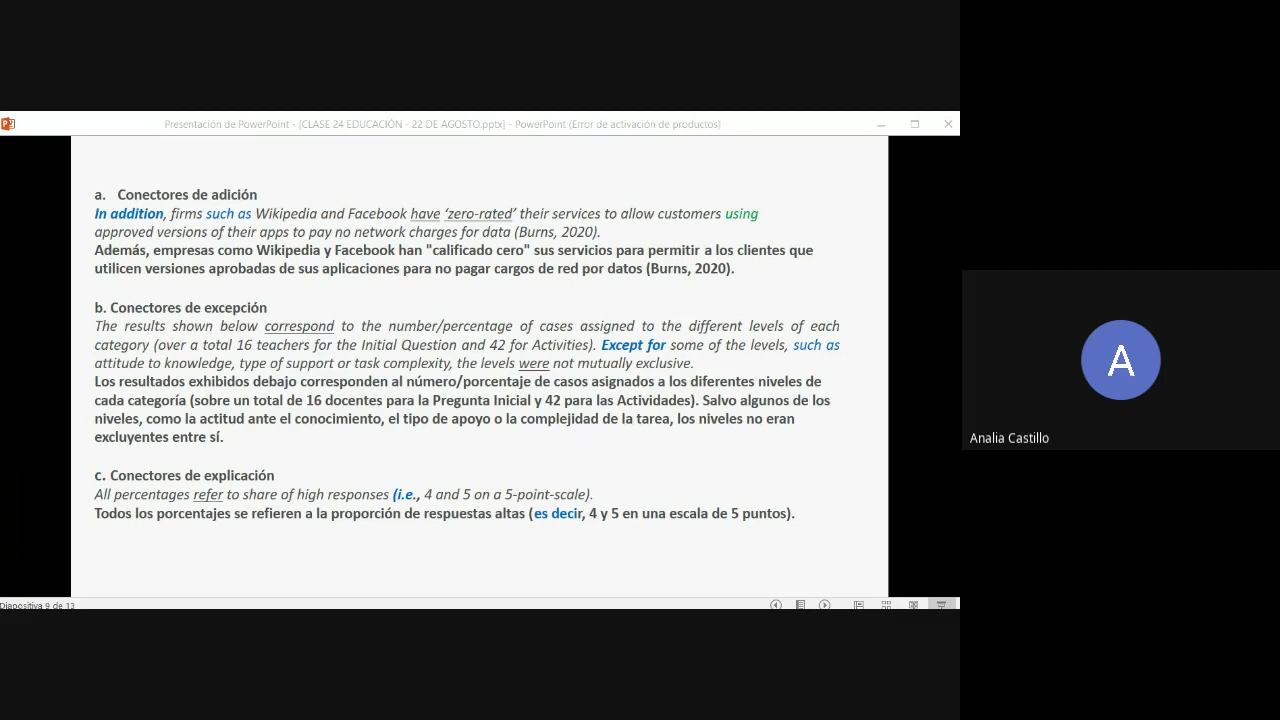 Presentación de PowerPoint - [CLASE 24 EDUCACIÓN - 22 DE AGOSTO.pptx] - PowerPoint (Error de activación de productos)
a. Conectores de adición
In addition, firms such as Wikipedia and Facebook have ‘zero-rated’ their services to allow customers using
approved versions of their apps to pay no network charges for data (Burns, 2020).
Además, empresas como Wikipedia y Facebook han "calificado cero" sus servicios para permitir a los clientes que
utilicen versiones aprobadas de sus aplicaciones para no pagar cargos de red por datos (Burns, 2020).
b. Conectores de excepción
The results shown below correspond to the number/percentage of cases assigned to the different levels of each
category (over a total 16 teachers for the Initial Question and 42 for Activities). Except for some of the levels, such as
attitude to knowledge, type of support or task complexity, the levels were not mutually exclusive.
Los resultados exhibidos debajo corresponden al número/porcentaje de casos asignados a los diferentes niveles de
cada categoría (sobre un total de 16 docentes para la Pregunta Inicial y 42 para las Actividades). Salvo algunos de los
niveles, como la actitud ante el conocimiento, el tipo de apoyo o la complejidad de la tarea, los niveles no eran
excluyentes entre sí.
c. Conectores de explicación
All percentages refer to share of high responses (i.e., 4 and 5 on a 5-point-scale).
Todos los porcentajes se refieren a la proporción de respuestas altas (es decir, 4 y 5 en una escala de 5 puntos).
Diapositiva 9 de 13
A
Analia Castillo